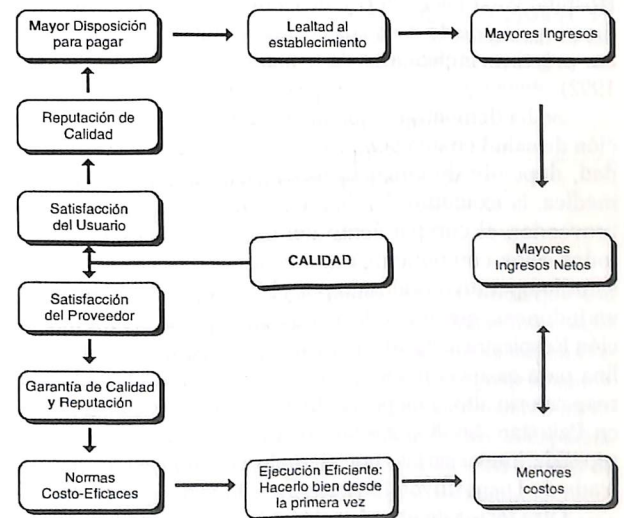 Mayor Disposición
para pagar
Lealtad al
establecimiento
Mayores Ingresos
Reputación de
Calidad
Satisfacción
del Usuario
CALIDAD
Mayores
Ingresos Netos
Satisfacción
del Proveedor
Garantía de Calidad
y Reputación
Normas
Costo-Eficaces
Ejecución Eficiente:
Hacerlo bien desde
la primera vez
Menores
costos